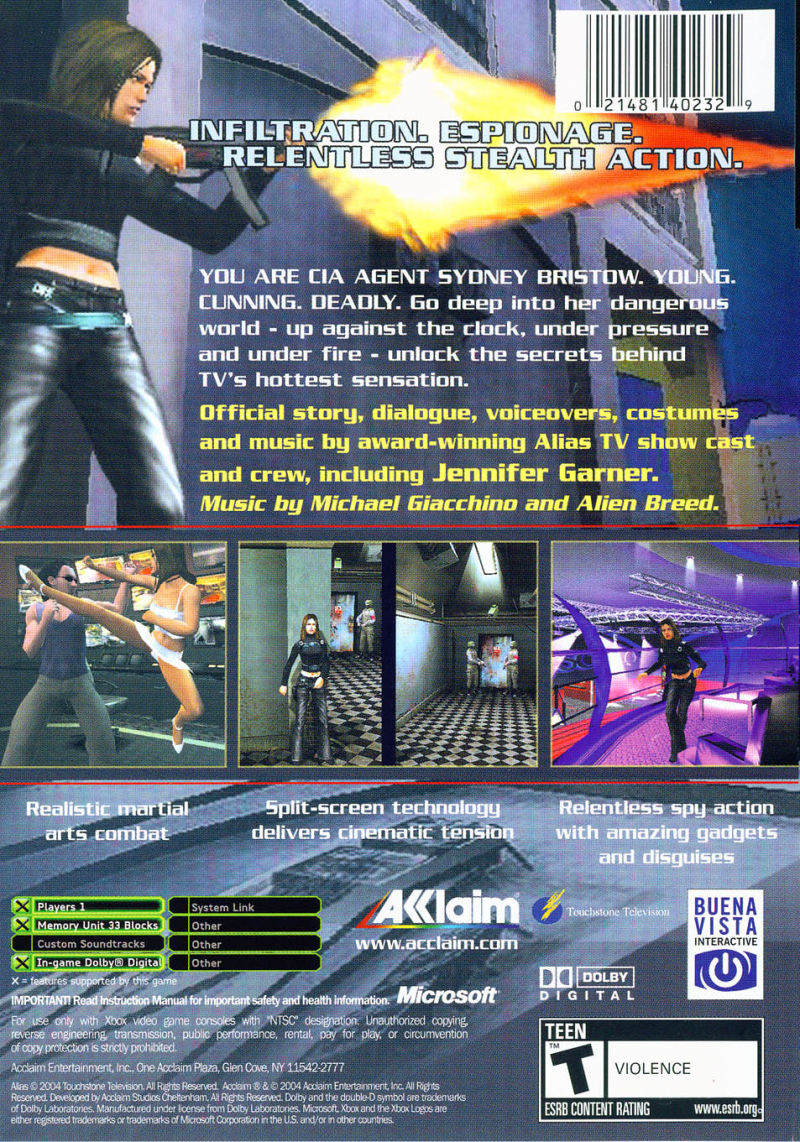 0 21481 40232 9
INFILTRATION. ESPIONAGE.
RELENTLESS STEALTH ACTION.
YOU ARE CIA AGENT SYDNEY BRISTOW. YOUNG.
CUNNING. DEADLY. Go deep into her dangerous
world - up against the clock, under pressure
and under fire - unlock the secrets behind
TV's hottest sensation.
Official story, dialogue, voiceovers, costumes
and music by award-winning Alias TV show cast
and crew, including Jennifer Garner.
Music by Michael Giacchino and Alien Breed.
Realistic martial
arts combat
Split-screen technology
delivers cinematic tension
Relentless spy action
with amazing gadgets
and disguises
X Players 1
System Link
X Memory Unit 33 Blocks
Other
Custom Soundtracks
Other
X In-game Dolby® Digital
Other
X = features supported by this game
AKKlaim
www.acclaim.com
Touchstone Television
BUENA
VISTA
INTERACTIVE
DOLBY
DIGITAL
IMPORTANT! Read Instruction Manual for important safety and health information.
Microsoft®
For use only with Xbox video game consoles with "NTSC" designation. Unauthorized copying,
reverse engineering, transmission, public performance, rental, pay for play, or circumvention
of copy protection is strictly prohibited.
Acclaim Entertainment, Inc., One Acclaim Plaza, Glen Cove, NY 11542-2777
Alias © 2004 Touchstone Television. All Rights Reserved. Acclaim ® & © 2004 Acclaim Entertainment, Inc. All Rights
Reserved. Developed by Acclaim Studios Cheltenham. All Rights Reserved. Dolby and the double-D symbol are trademarks
of Dolby Laboratories. Manufactured under license from Dolby Laboratories. Microsoft, Xbox and the Xbox Logos are
either registered trademarks or trademarks of Microsoft Corporation in the U.S. and/or in other countries.
TEEN
T™
VIOLENCE
ESRB CONTENT RATING www.esrb.org